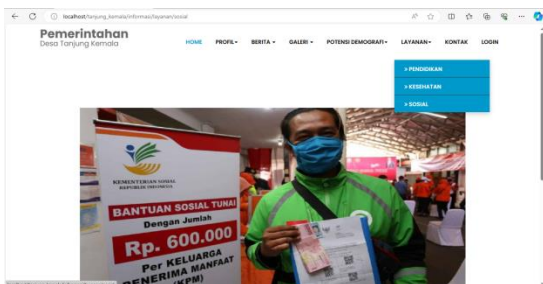 localhost/tanjung_kemala/informasi/layanan/sosial
Pemerintahan
Desa Tanjung Kemala
HOME PROFIL BERITA GALERI POTENSI DEMOGRAFI LAYANAN KONTAK LOGIN
> PENDIDIKAN
> KESEHATAN
> SOSIAL
KEMENTERIAN SOSIAL
REPUBLIK INDONESIA
BANTUAN SOSIAL TUNAI
Dengan Jumlah
Rp. 600.000
Per KELUARGA
PENERIMA MANFAAT
(KPM)